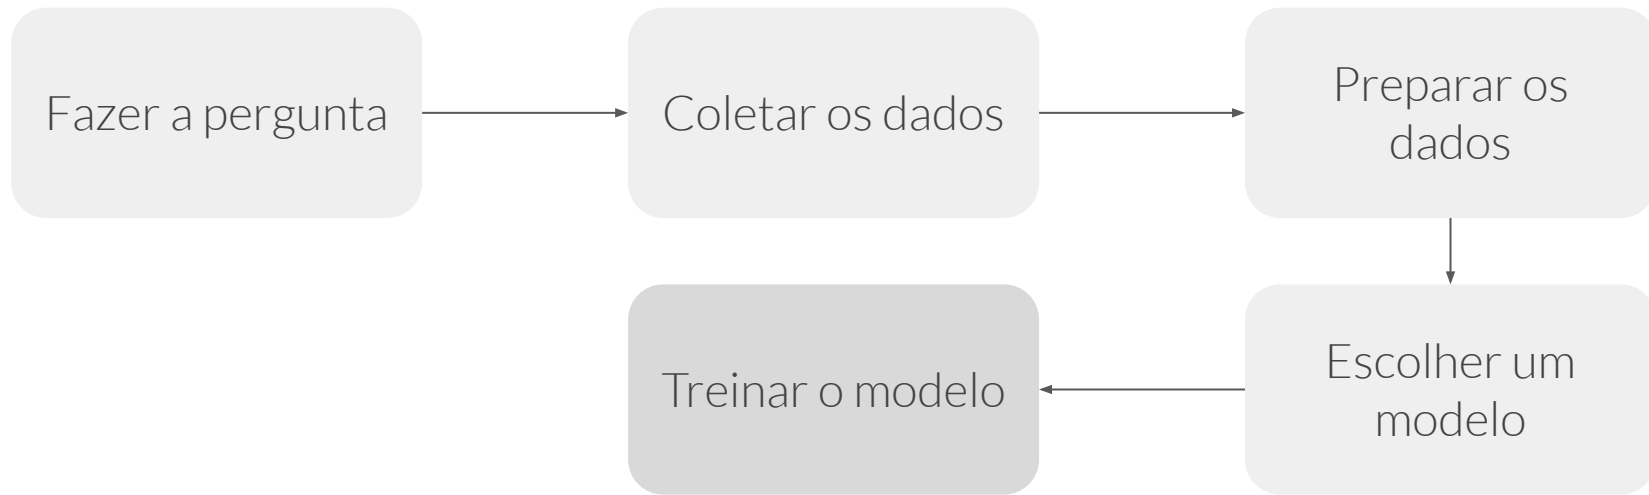 Fazer a pergunta
Coletar os dados
Preparar os
dados
Escolher um
modelo
Treinar o modelo